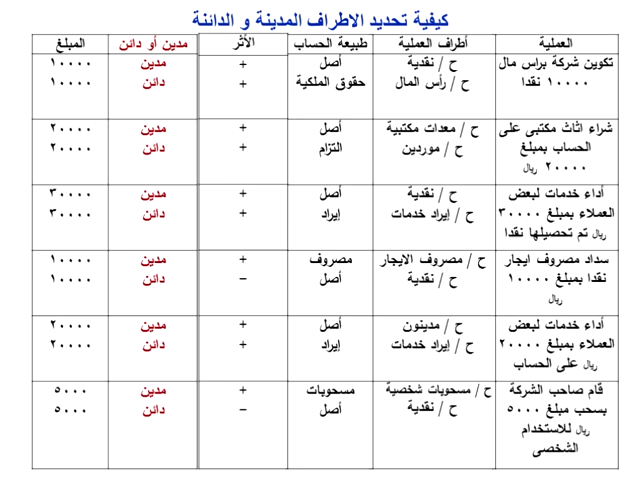 كيفية تحديد الاطراف المدينة و الدائنة
العملية أطراف العملية طبيعة الحساب الأثر مدين أو دائن المبلغ
تكوين شركة براس مال ح / نقدية أصل + مدين ١٠٠٠٠
١٠٠٠٠ نقدا ح / رأس المال حقوق الملكية + دائن ١٠٠٠٠
شراء اثاث مكتبى على ح / معدات مكتبية أصل + مدين ٢٠٠٠٠
الحساب بمبلغ ح / موردين التزام + دائن ٢٠٠٠٠
٢٠٠٠٠ ريال
أداء خدمات لبعض ح / نقدية أصل + مدين ٣٠٠٠٠
العملاء بمبلغ ٣٠٠٠٠ ح / إيراد خدمات إيراد + دائن ٣٠٠٠٠
ريال تم تحصيلها نقدا
سداد مصروف ايجار ح / مصروف الايجار مصروف + مدين ١٠٠٠٠
نقدا بمبلغ ١٠٠٠٠ ح / نقدية أصل – دائن ١٠٠٠٠
ريال
أداء خدمات لبعض ح / مدينون أصل + مدين ٢٠٠٠٠
العملاء بمبلغ ٢٠٠٠٠ ح / إيراد خدمات إيراد + دائن ٢٠٠٠٠
ريال على الحساب
قام صاحب الشركة ح / مسحوبات شخصية مسحوبات + مدين ٥٠٠٠
بسحب مبلغ ٥٠٠٠ ح / نقدية أصل – دائن ٥٠٠٠
ريال للاستخدام
الشخصى